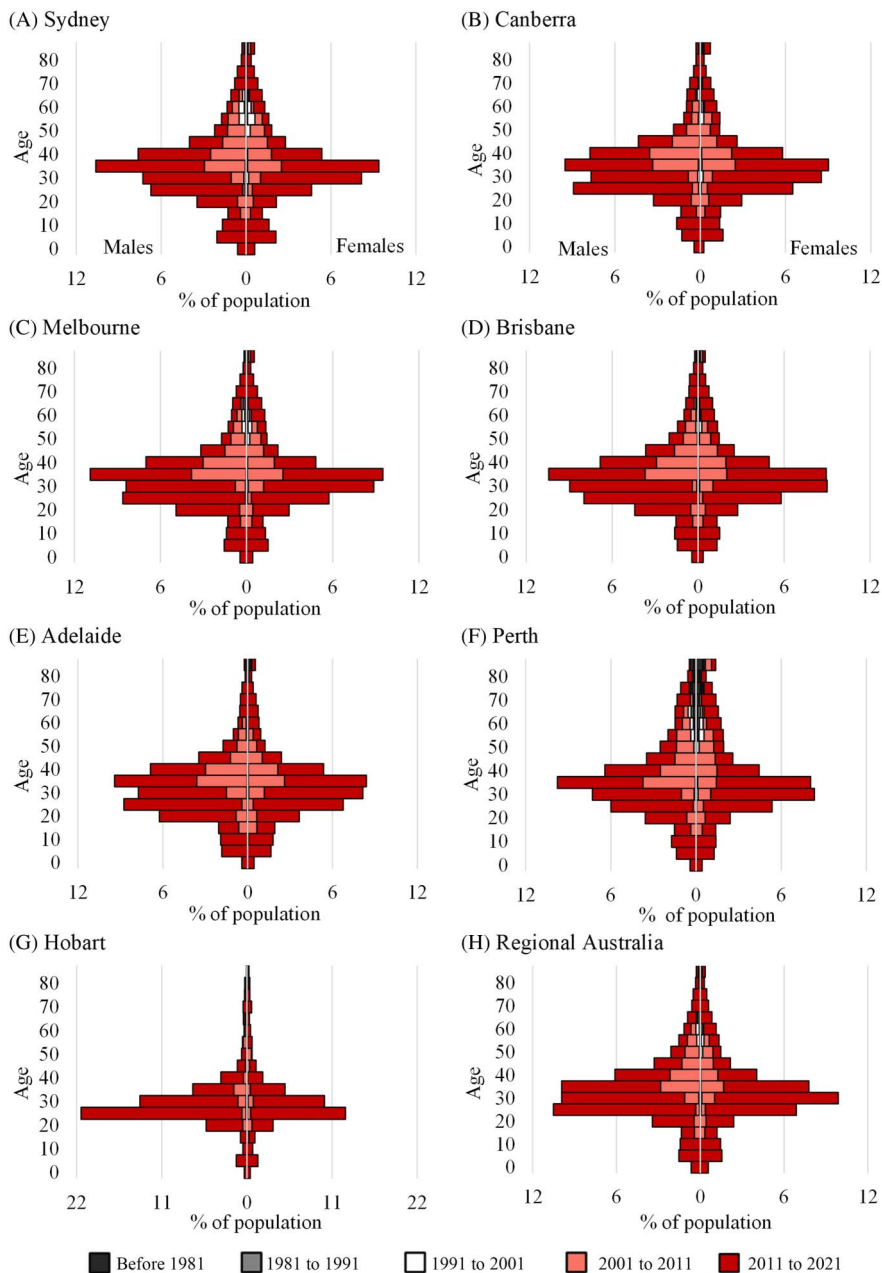 (A) Sydney
80
70
60
50
40
30
20
10
0
Age
Males
Females
12 6 0 6 12
% of population
(B) Canberra
80
70
60
50
40
30
20
10
0
Age
Males
Females
12 6 0 6 12
% of population
(C) Melbourne
80
70
60
50
40
30
20
10
0
Age
12 6 0 6 12
% of population
(D) Brisbane
80
70
60
50
40
30
20
10
0
Age
12 6 0 6 12
% of population
(E) Adelaide
80
70
60
50
40
30
20
10
0
Age
12 6 0 6 12
% of population
(F) Perth
80
70
60
50
40
30
20
10
0
Age
12 6 0 6 12
% of population
(G) Hobart
80
70
60
50
40
30
20
10
0
Age
22 11 0 11 22
% of population
(H) Regional Australia
80
70
60
50
40
30
20
10
0
Age
12 6 0 6 12
% of population
Before 1981 1981 to 1991 1991 to 2001 2001 to 2011 2011 to 2021